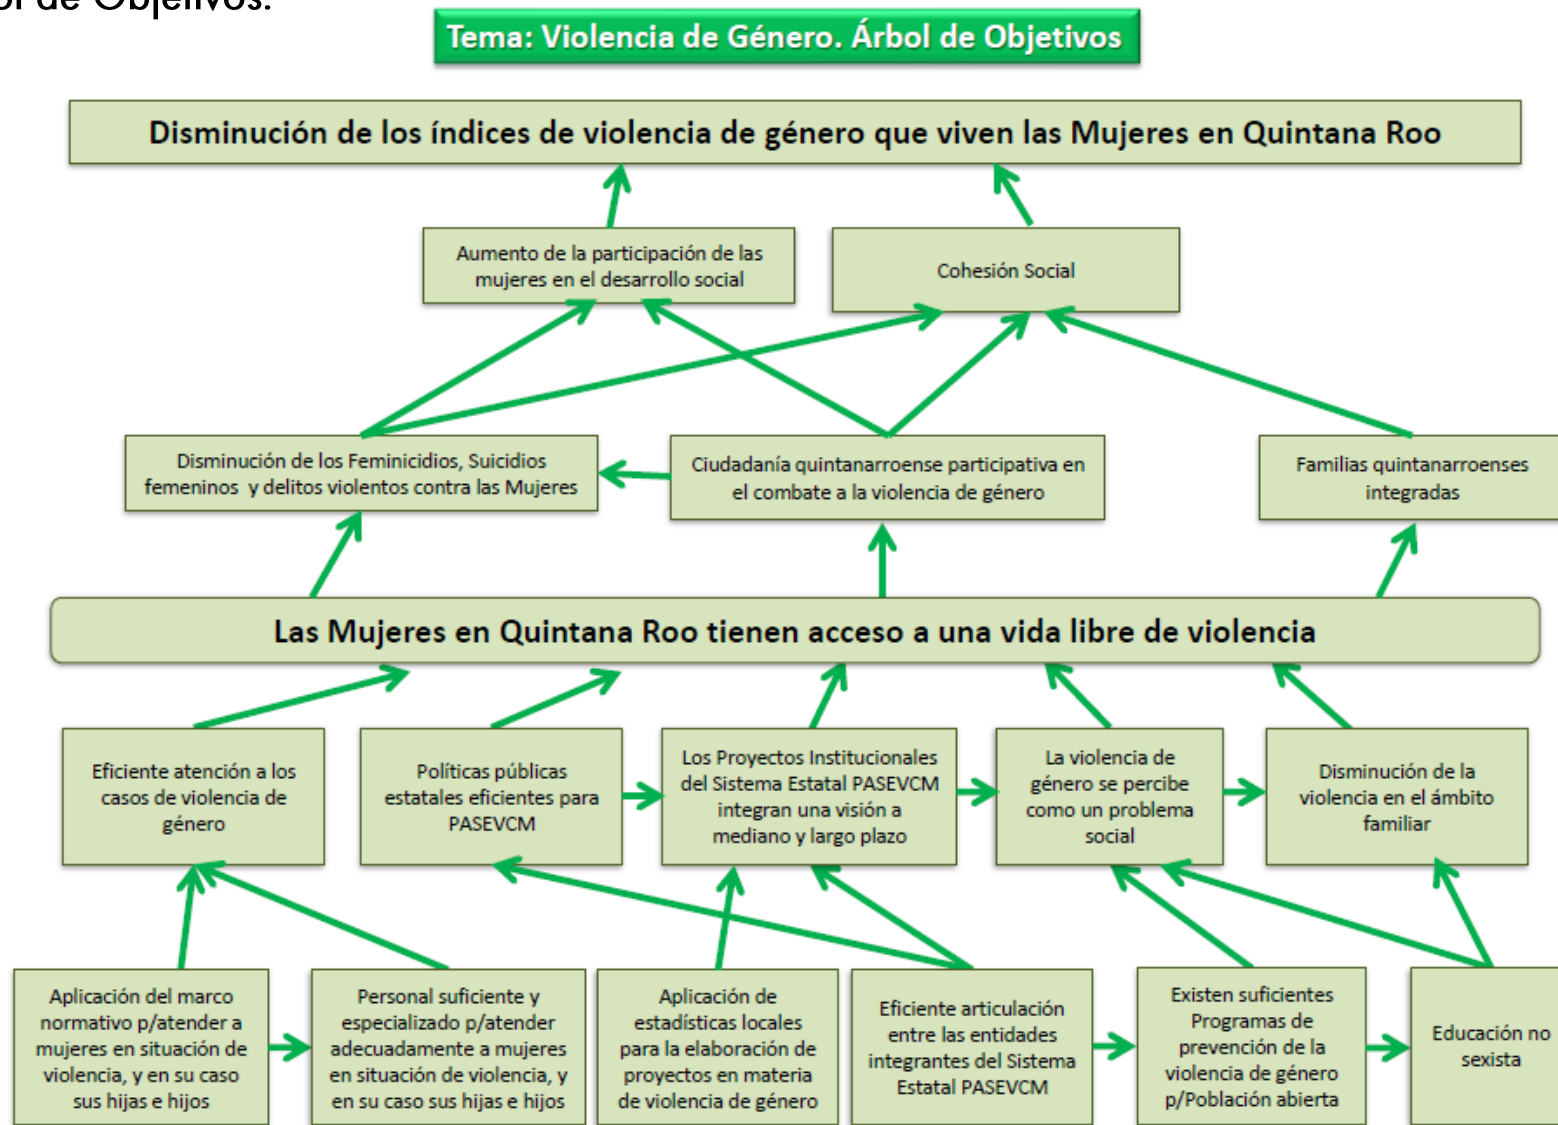 ol de Objetivos.
Tema: Violencia de Género. Árbol de Objetivos
Disminución de los índices de violencia de género que viven las Mujeres en Quintana Roo
Aumento de la participación de las
mujeres en el desarrollo social
Cohesión Social
Disminución de los Feminicidios, Suicidios
femeninos y delitos violentos contra las Mujeres
Ciudadanía quintanarroense participativa en
el combate a la violencia de género
Familias quintanarroenses
integradas
Las Mujeres en Quintana Roo tienen acceso a una vida libre de violencia
Eficiente atención a los
casos de violencia de
género
Políticas públicas
estatales eficientes para
PASEVCM
Los Proyectos Institucionales
del Sistema Estatal PASEVCM
integran una visión a
mediano y largo plazo
La violencia de
género se percibe
como un problema
social
Disminución de la
violencia en el ámbito
familiar
Aplicación del marco
normativo p/atender a
mujeres en situación de
violencia, y en su caso
sus hijas e hijos
Personal suficiente y
especializado p/atender
adecuadamente a mujeres
en situación de violencia, y
en su caso sus hijas e hijos
Aplicación de
estadísticas locales
para la elaboración de
proyectos en materia
de violencia de género
Eficiente articulación
entre las entidades
integrantes del Sistema
Estatal PASEVCM
Existen suficientes
Programas de
prevención de la
violencia de género
p/Población abierta
Educación no
sexista